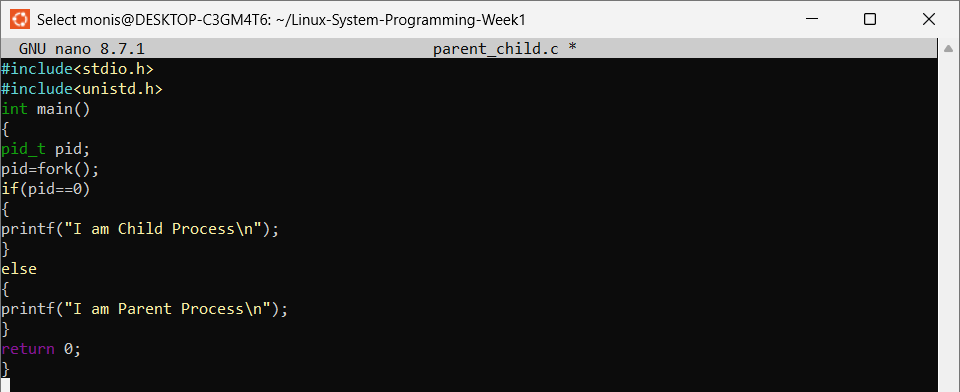 Select monis@DESKTOP-C3GM4T6: ~/Linux-System-Programming-Week1
GNU nano 8.7.1 parent_child.c *
#include<stdio.h>
#include<unistd.h>
int main()
{
pid_t pid;
pid=fork();
if(pid==0)
{
printf("I am Child Process\n");
}
else
{
printf("I am Parent Process\n");
}
return 0;
}